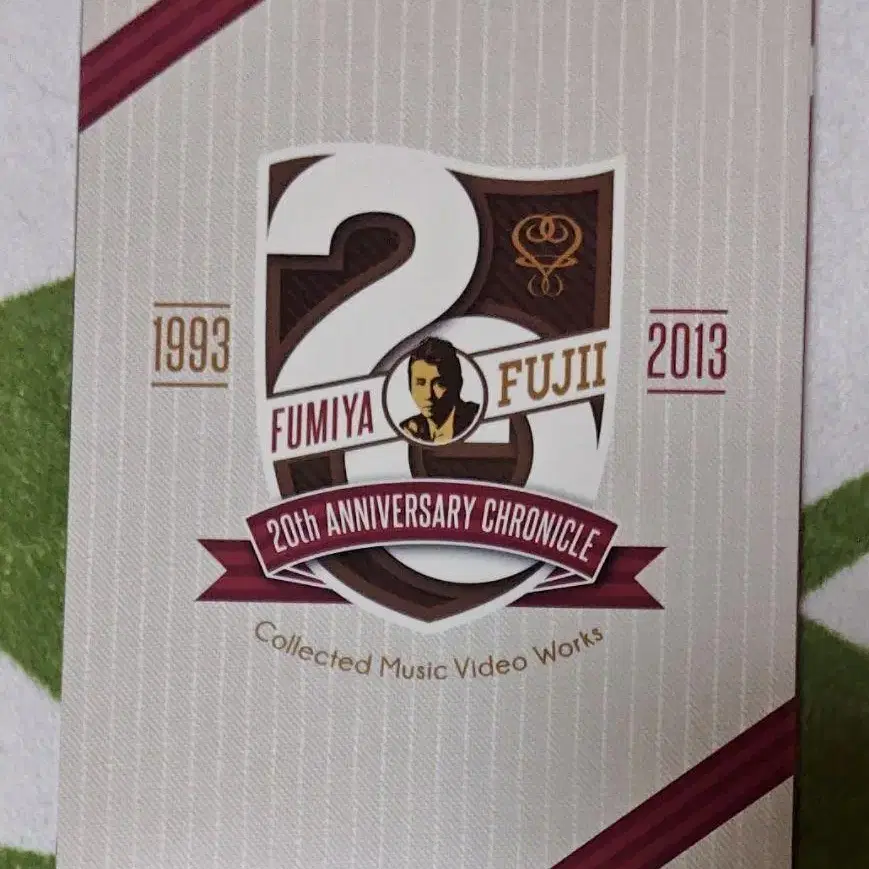 20
1993
2013
FUMIYA FUJII
20th ANNIVERSARY CHRONICLE
Collected Music Video Works